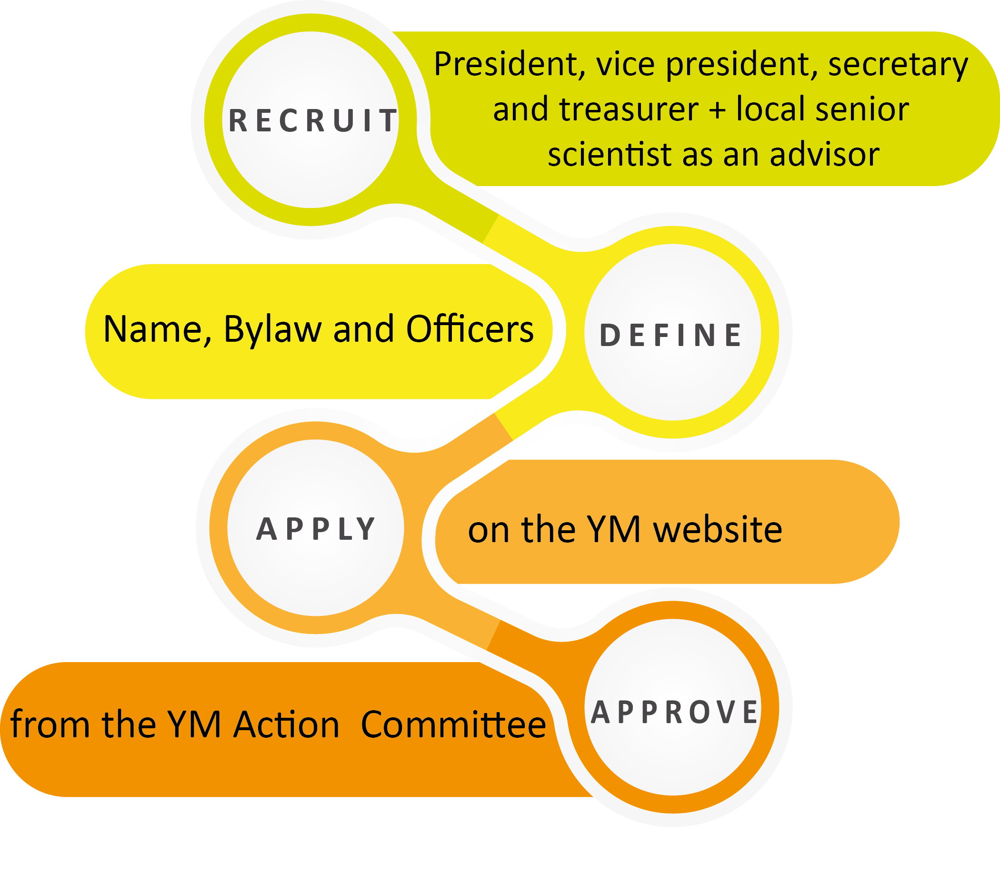 RECRUIT
President, vice president, secretary
and treasurer + local senior
scientist as an advisor
Name, Bylaw and Officers
DEFINE
APPLY
on the YM website
from the YM Action Committee
APPROVE